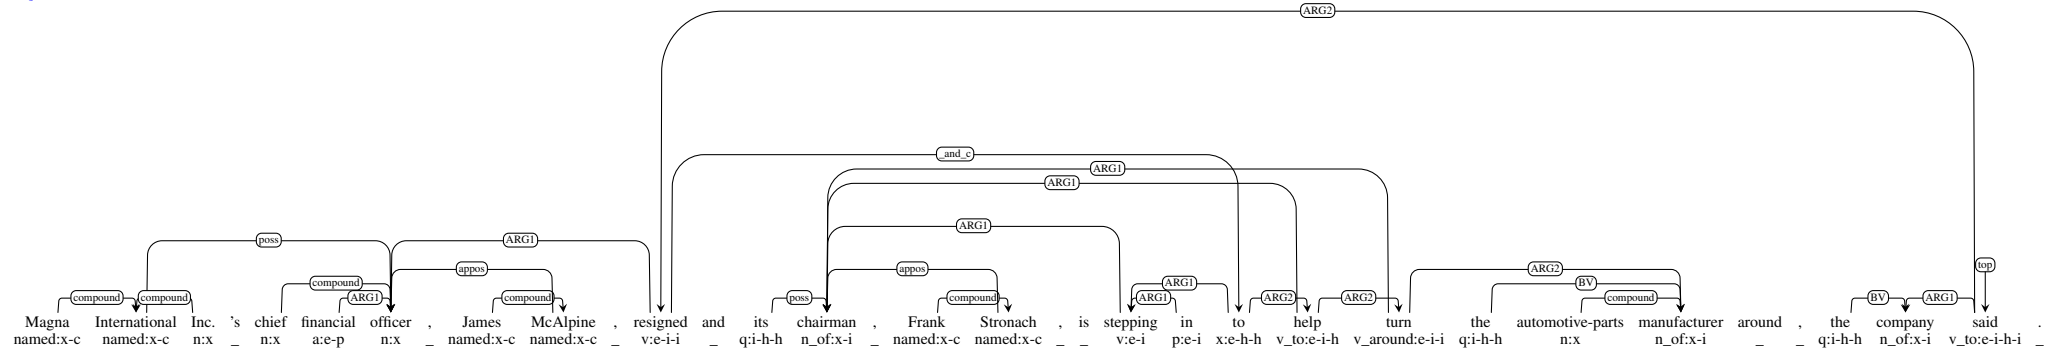 ARG2
_and_c
ARG1
ARG1
ARG1
poss ARG1
appos appos ARG2 top
compound ARG1 BV
compound compound ARG1 compound poss compound ARG1 ARG2 ARG2 compound BV ARG1
Magna International Inc. 's chief financial officer , James McAlpine , resigned and its chairman , Frank Stronach , is stepping in to help turn the automotive-parts manufacturer around , the company said .
named:x-c named:x-c n:x _ n:x a:e-p n:x _ named:x-c named:x-c _ v:e-i-i _ q:i-h-h n_of:x-i _ named:x-c named:x-c _ _ v:e-i p:e-i x:e-h-h v_to:e-i-h v_around:e-i-i q:i-h-h n:x n_of:x-i _ _ q:i-h-h n_of:x-i v_to:e-i-h-i _